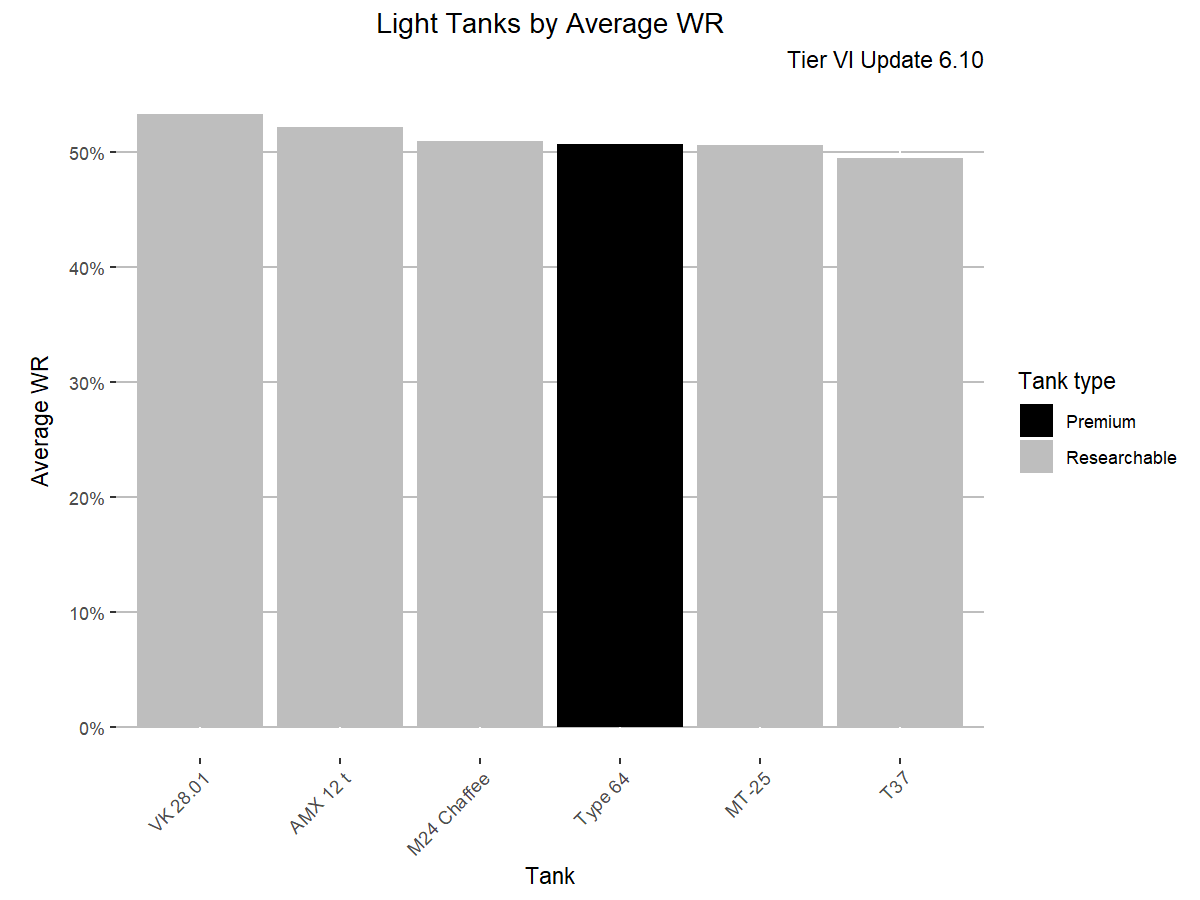 Light Tanks by Average WR
Tier VI Update 6.10
Average WR
50%
40%
30%
20%
10%
0%
VK 28.01
AMX 12 t
M24 Chaffee
Type 64
MT-25
T37
Tank
Tank type
Premium
Researchable